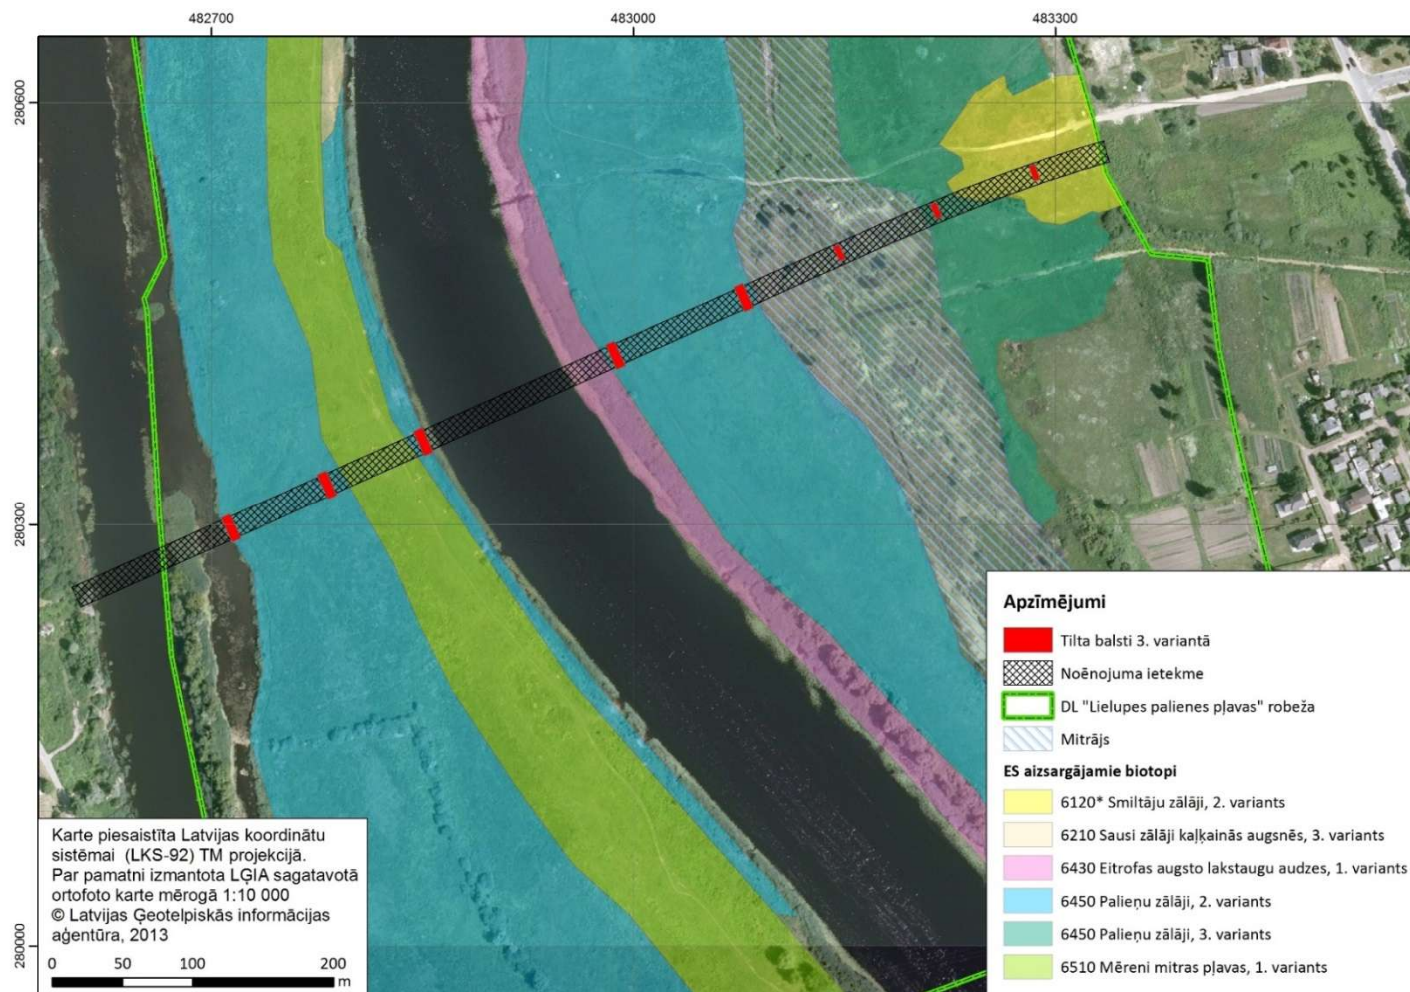 482700
483000
483300
280600
280300
280000
Apzīmējumi
Tilta balsti 3. variantā
Noēnojuma ietekme
DL "Lielupes palienes pļavas" robeža
Mitrājs
ES aizsargājamie biotopi
6120* Smiltāju zālāji, 2. variants
6210 Sausi zālāji kaļķainās augsnēs, 3. variants
6430 Eitrofas augsto lakstaugu audzes, 1. variants
6450 Palieņu zālāji, 2. variants
6450 Palieņu zālāji, 3. variants
6510 Mēreni mitras pļavas, 1. variants
Karte piesaistīta Latvijas koordinātu
sistēmai (LKS-92) TM projekcijā.
Par pamatni izmantota LĢIA sagatavotā
ortofoto karte mērogā 1:10 000
© Latvijas Ģeotelpiskās informācijas
aģentūra, 2013
0 50 100 200
m